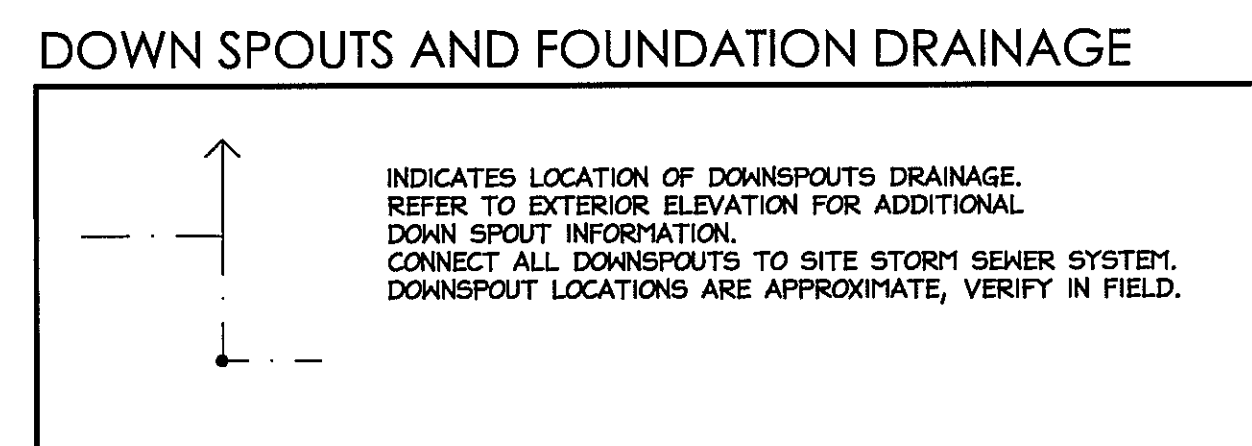 DOWN SPOUTS AND FOUNDATION DRAINAGE
INDICATES LOCATION OF DOWNSPOUTS DRAINAGE.
REFER TO EXTERIOR ELEVATION FOR ADDITIONAL
DOWN SPOUT INFORMATION.
CONNECT ALL DOWNSPOUTS TO SITE STORM SEWER SYSTEM.
DOWNSPOUT LOCATIONS ARE APPROXIMATE, VERIFY IN FIELD.